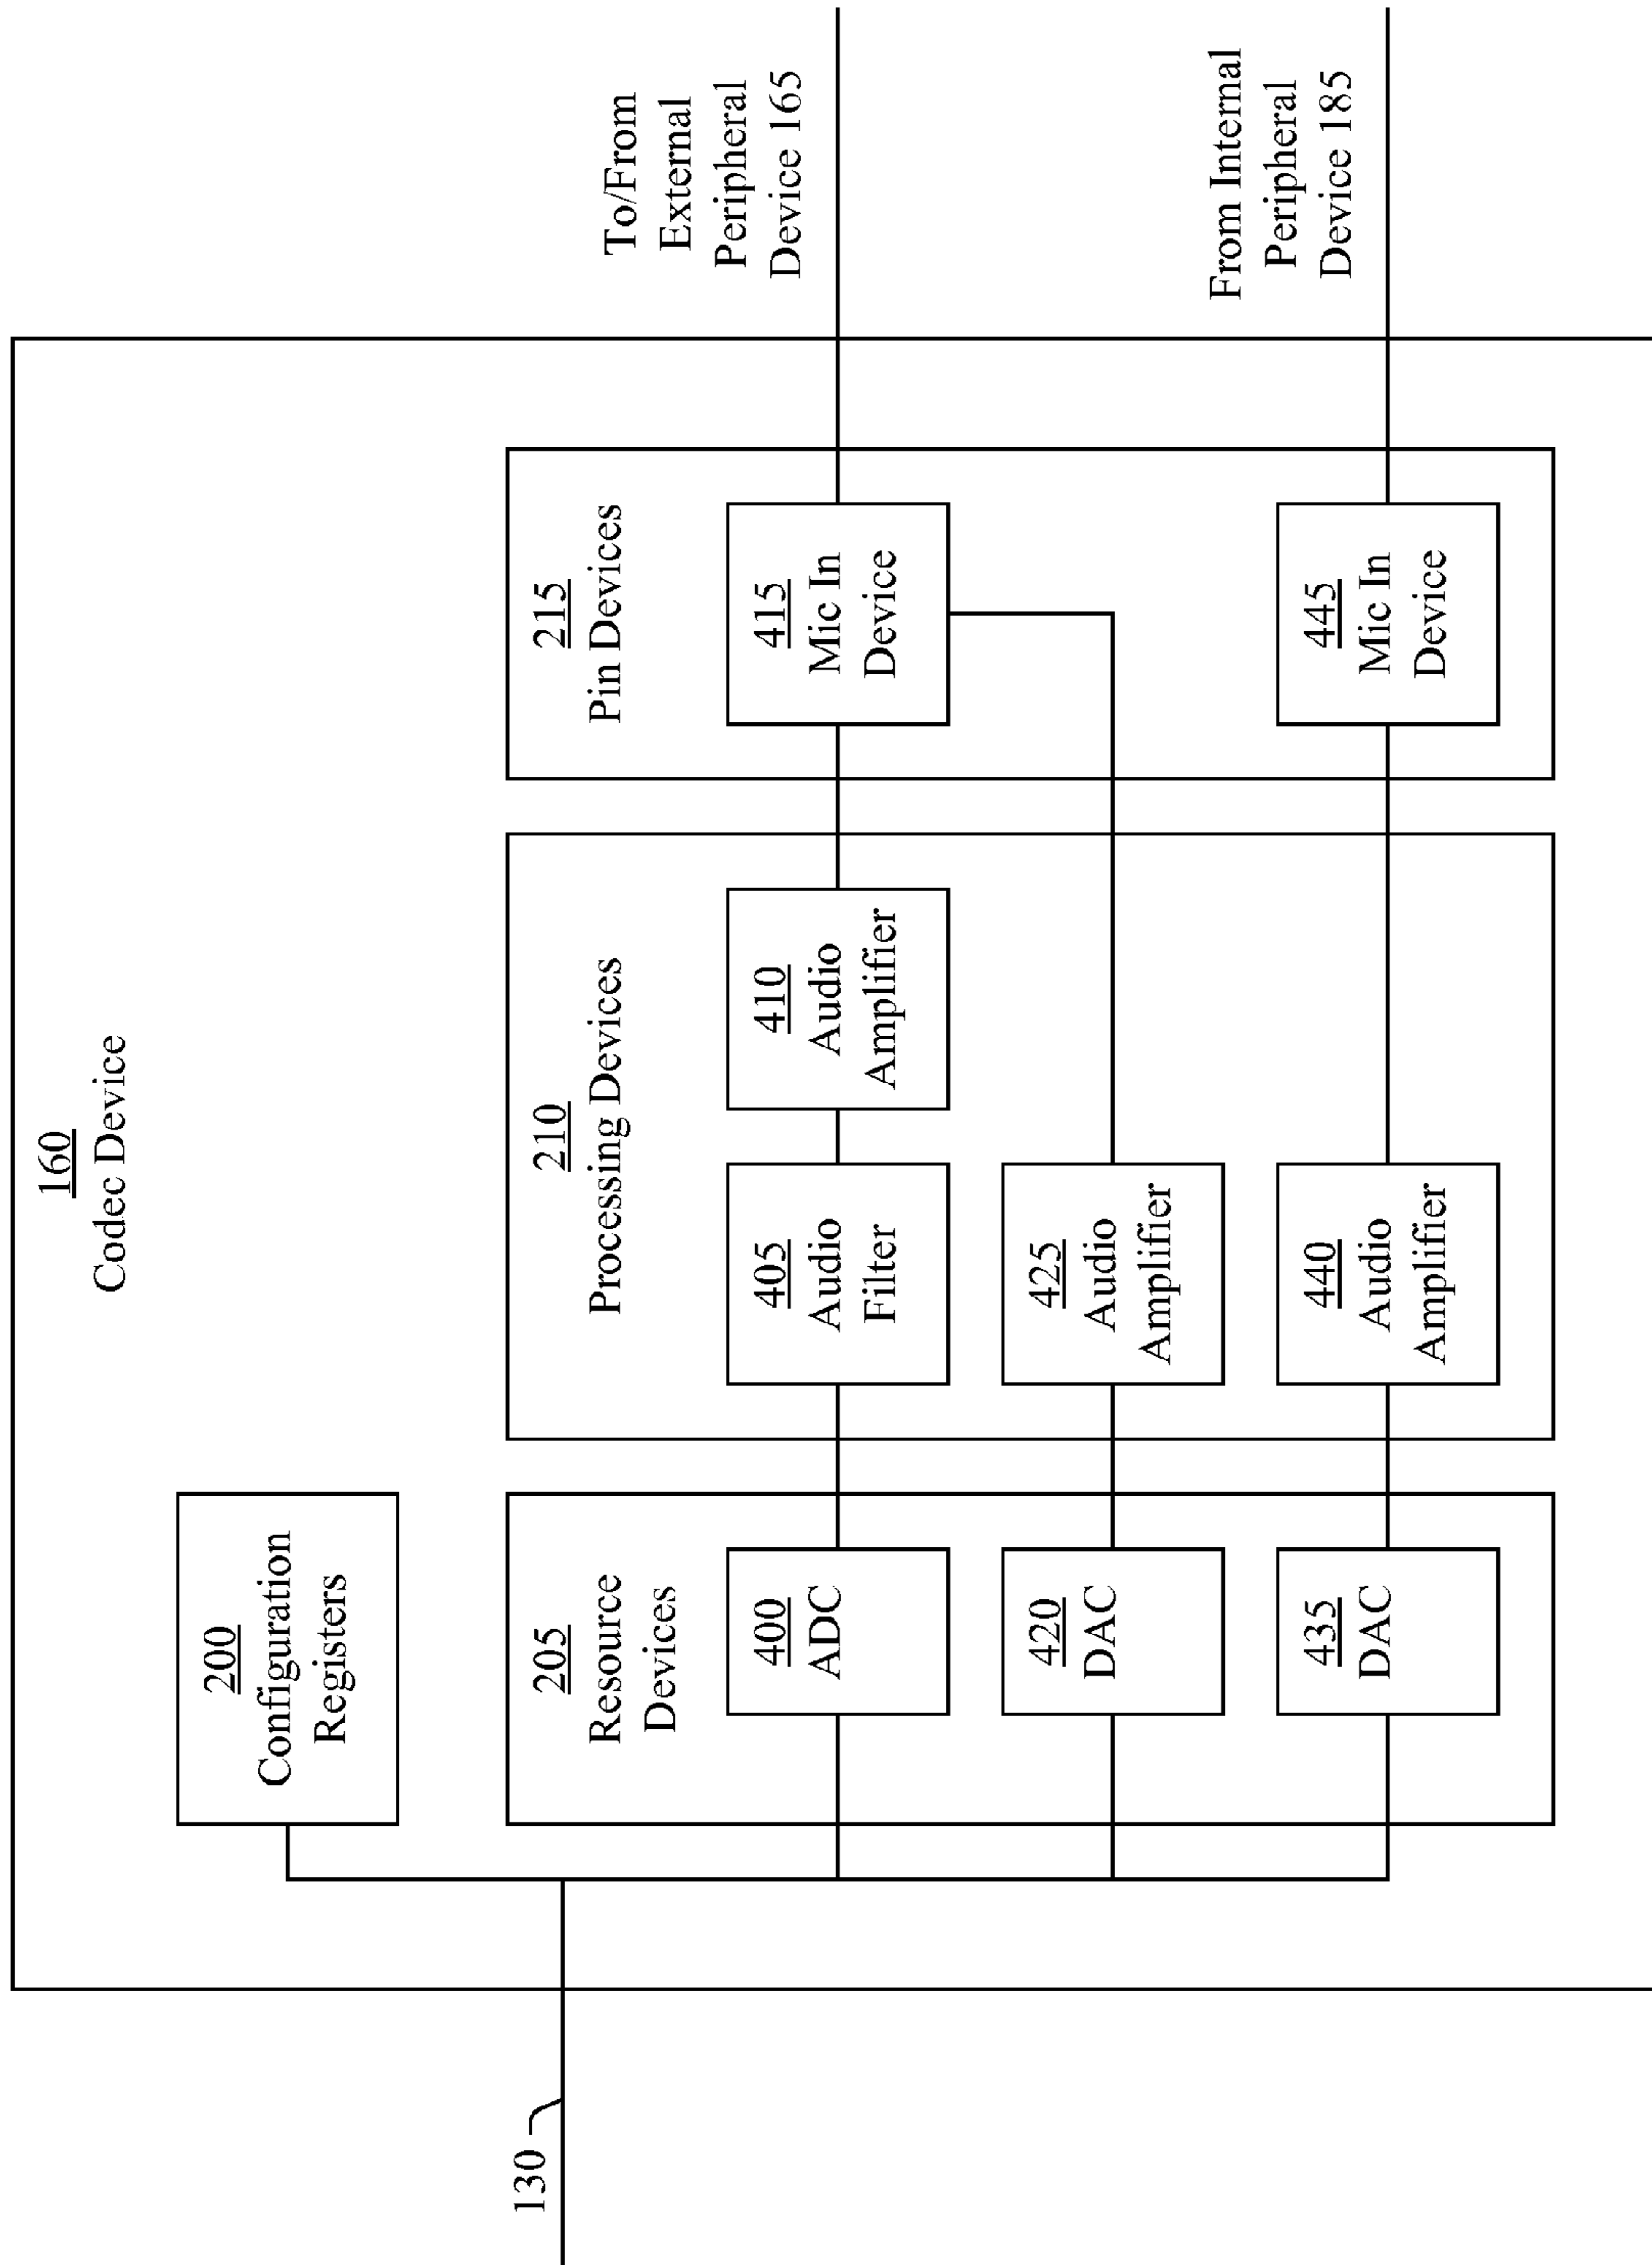 160
Codec Device
200
Configuration
Registers
205
Resource
Devices
210
Processing Devices
215
Pin Devices
400
ADC
405
Audio
Filter
410
Audio
Amplifier
415
Mic In
Device
To/From
External
Peripheral
Device 165
420
DAC
425
Audio
Amplifier
435
DAC
440
Audio
Amplifier
445
Mic In
Device
From Internal
Peripheral
Device 185
130